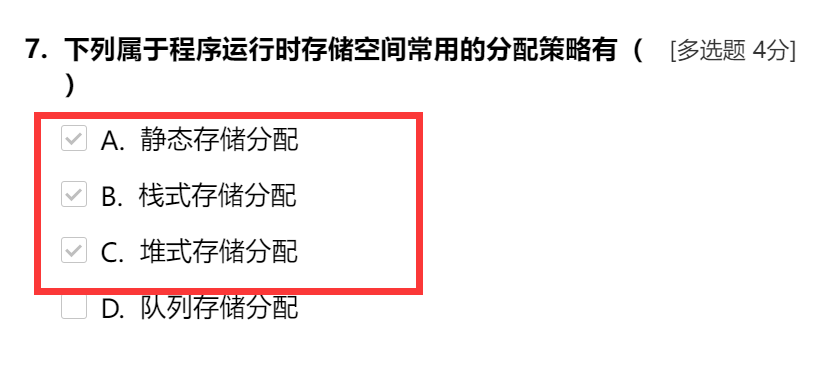 7. 下列属于程序运行时存储空间常用的分配策略有（ [多选题 4分]
）
A. 静态存储分配
B. 栈式存储分配
C. 堆式存储分配
D. 队列存储分配